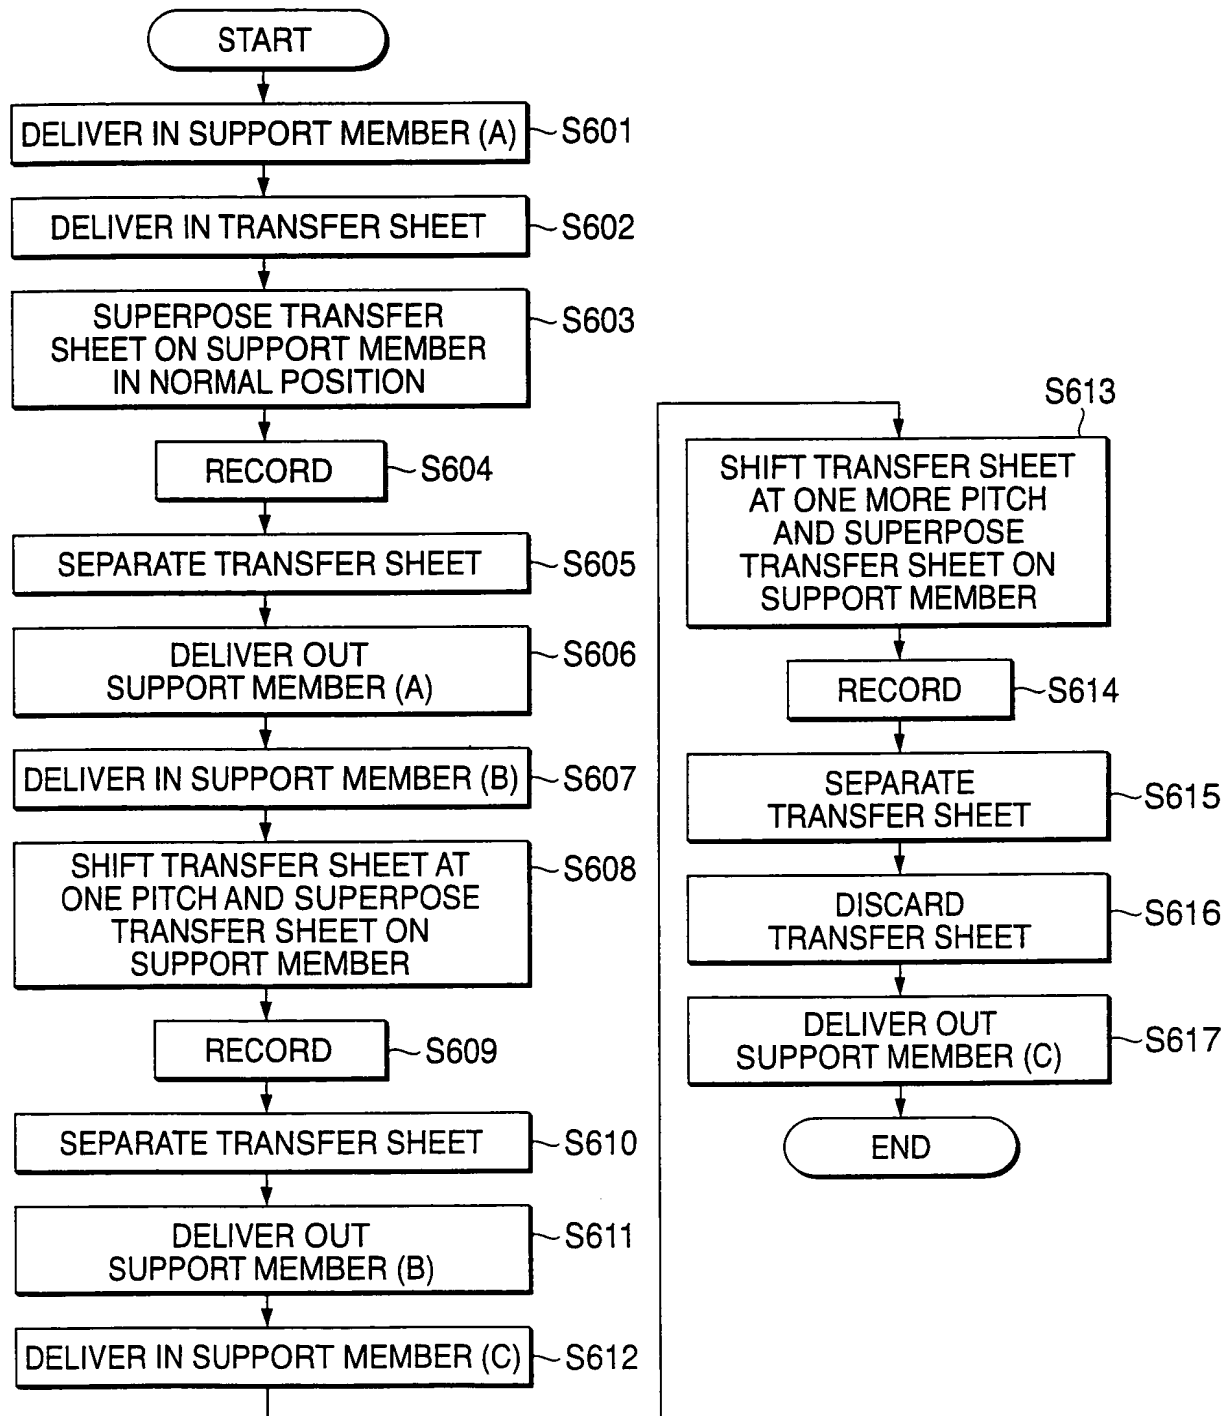 START
DELIVER IN SUPPORT MEMBER (A)
S601
DELIVER IN TRANSFER SHEET
S602
SUPERPOSE TRANSFER
SHEET ON SUPPORT MEMBER
IN NORMAL POSITION
S603
RECORD
S604
SEPARATE TRANSFER SHEET
S605
DELIVER OUT
SUPPORT MEMBER (A)
S606
DELIVER IN SUPPORT MEMBER (B)
S607
SHIFT TRANSFER SHEET AT
ONE PITCH AND SUPERPOSE
TRANSFER SHEET ON
SUPPORT MEMBER
S608
RECORD
S609
SEPARATE TRANSFER SHEET
S610
DELIVER OUT
SUPPORT MEMBER (B)
S611
DELIVER IN SUPPORT MEMBER (C)
S612
S613
SHIFT TRANSFER SHEET
AT ONE MORE PITCH
AND SUPERPOSE
TRANSFER SHEET ON
SUPPORT MEMBER
RECORD
S614
SEPARATE
TRANSFER SHEET
S615
DISCARD
TRANSFER SHEET
S616
DELIVER OUT
SUPPORT MEMBER (C)
S617
END